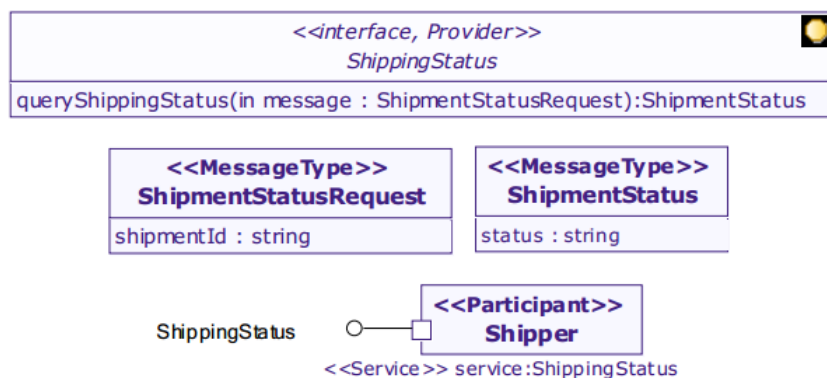 <<interface, Provider>>
ShippingStatus
queryShippingStatus(in message : ShipmentStatusRequest):ShipmentStatus
<<MessageType>>
ShipmentStatusRequest
shipmentId : string
<<MessageType>>
ShipmentStatus
status : string
<<Participant>>
Shipper
ShippingStatus
<<Service>> service:ShippingStatus